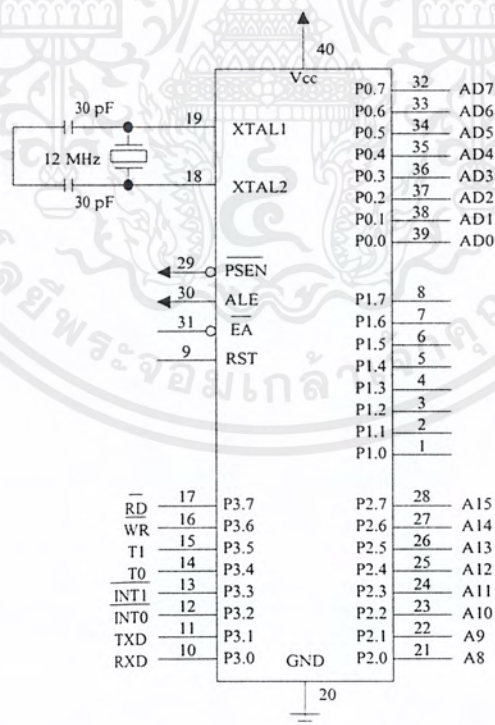 40
Vcc
30 pF
19 XTAL1
12 MHz
18 XTAL2
30 pF
29 PSEN
30 ALE
31 EA
9 RST
P0.7 32 AD7
P0.6 33 AD6
P0.5 34 AD5
P0.4 35 AD4
P0.3 36 AD3
P0.2 37 AD2
P0.1 38 AD1
P0.0 39 AD0
P1.7 8
P1.6 7
P1.5 6
P1.4 5
P1.3 4
P1.2 3
P1.1 2
P1.0 1
RD 17 P3.7
WR 16 P3.6
T1 15 P3.5
T0 14 P3.4
INT1 13 P3.3
INT0 12 P3.2
TXD 11 P3.1
RXD 10 P3.0
P2.7 28 A15
P2.6 27 A14
P2.5 26 A13
P2.4 25 A12
P2.3 24 A11
P2.2 23 A10
P2.1 22 A9
P2.0 21 A8
GND
20